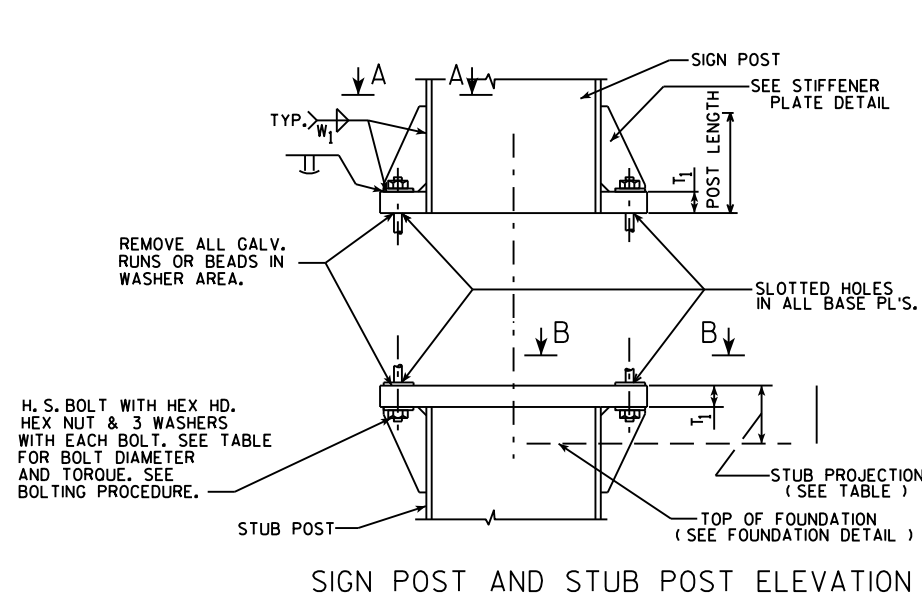 A
A
SIGN POST
SEE STIFFENER
PLATE DETAIL
TYP.
W1
T1
POST LENGTH
REMOVE ALL GALV.
RUNS OR BEADS IN
WASHER AREA.
SLOTTED HOLES
IN ALL BASE PL'S.
B
B
H.S. BOLT WITH HEX HD.
HEX NUT & 3 WASHERS
WITH EACH BOLT. SEE TABLE
FOR BOLT DIAMETER
AND TORQUE. SEE
BOLTING PROCEDURE.
T1
STUB PROJECTION
( SEE TABLE )
STUB POST
TOP OF FOUNDATION
( SEE FOUNDATION DETAIL )
SIGN POST AND STUB POST ELEVATION